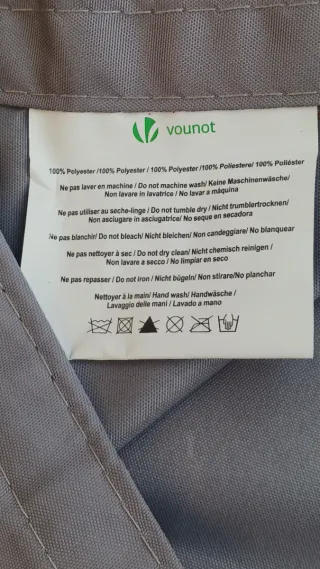 vounot
100% Polyester /100% Polyester / 100% Polyester /100% Poliestere/ 100% Poliéster
Ne pas laver en machine / Do not machine wash/ Keine Maschinenwäsche/
Non lavare in lavatrice / No lavar a màquina
Ne pas utiliser au sèche-linge / Do not tumble dry / Nicht trumblertrocknen/
Non asciugare in asciugatrice/ No seque en secadora
Ne pas blanchir/ Do not bleach/ Nicht bleichen/ Non candeggiare/ No blanquear
Ne pas nettoyer à sec / Do not dry clean / Nicht chemisch reinigen /
Non lavare a secco / No limpiar en seco
Ne pas repasser / Do not iron / Nicht bügeln/ Non stirare/No planchar
Nettoyer à la main/ Hand wash/ Handwäsche/
Lavaggio delle mani / Lavado a mano